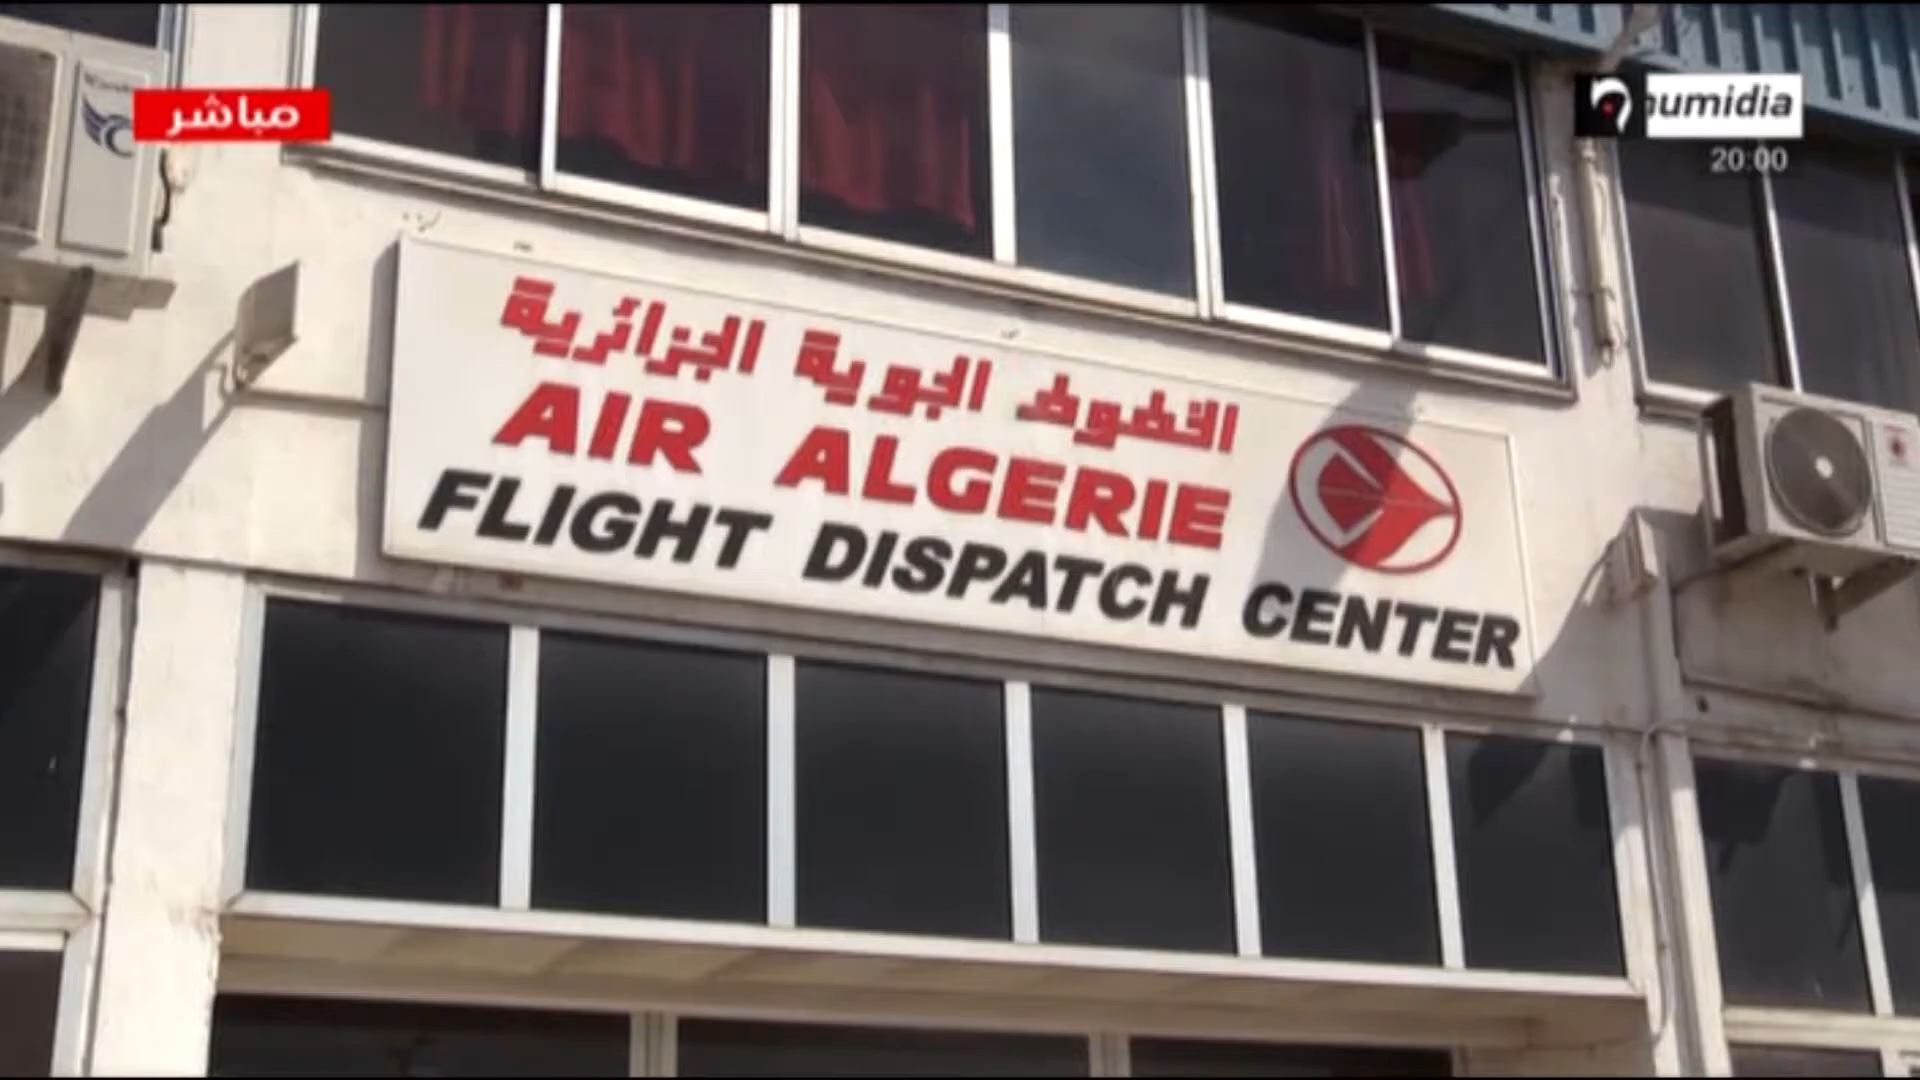 مباشر
numidia
20:00
الخطوط الجوية الجزائرية
AIR ALGERIE
FLIGHT DISPATCH CENTER